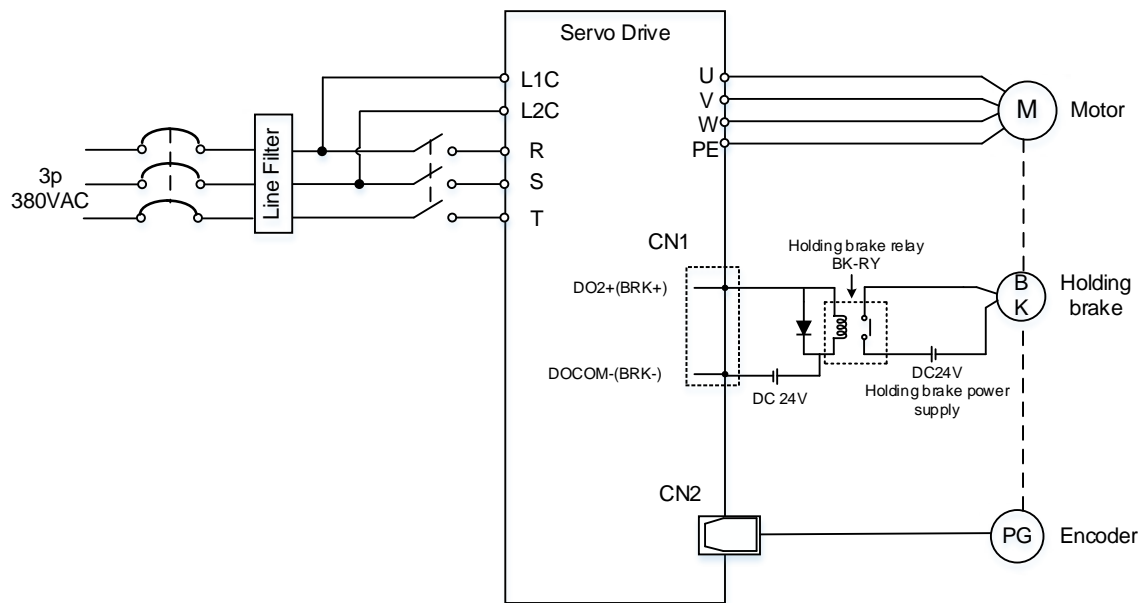 Servo Drive
L1C
L2C
R
S
T
3p
380VAC
Line Filter
U
V
W
PE
M
Motor
CN1
Holding brake relay
BK-RY
DO2+(BRK+)
DOCOM-(BRK-)
DC 24V
DC24V
Holding brake power
supply
B
K
Holding
brake
CN2
PG
Encoder